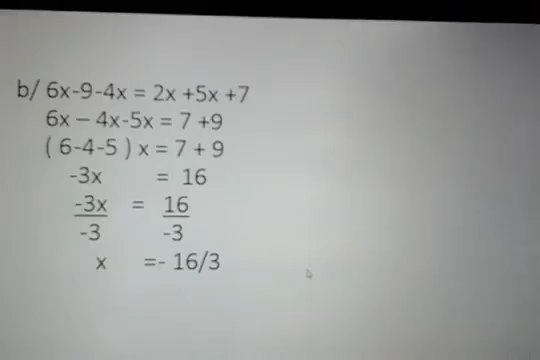 b/ 6x-9-4x = 2x +5x +7
6x – 4x-5x = 7 +9
( 6-4-5 ) x = 7 + 9
-3x = 16
-3x = 16
-3 -3
x =- 16/3